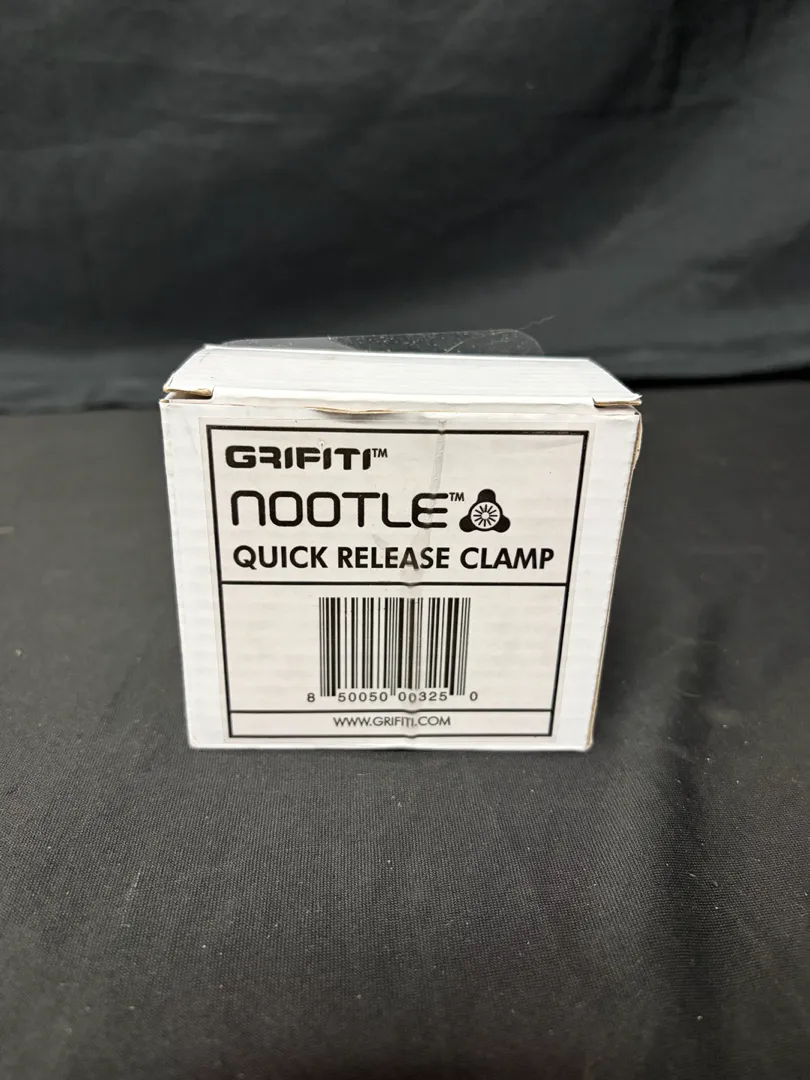 GRIFITI™
NOOTLE™
QUICK RELEASE CLAMP
8 50050 00325 0
WWW.GRIFITI.COM